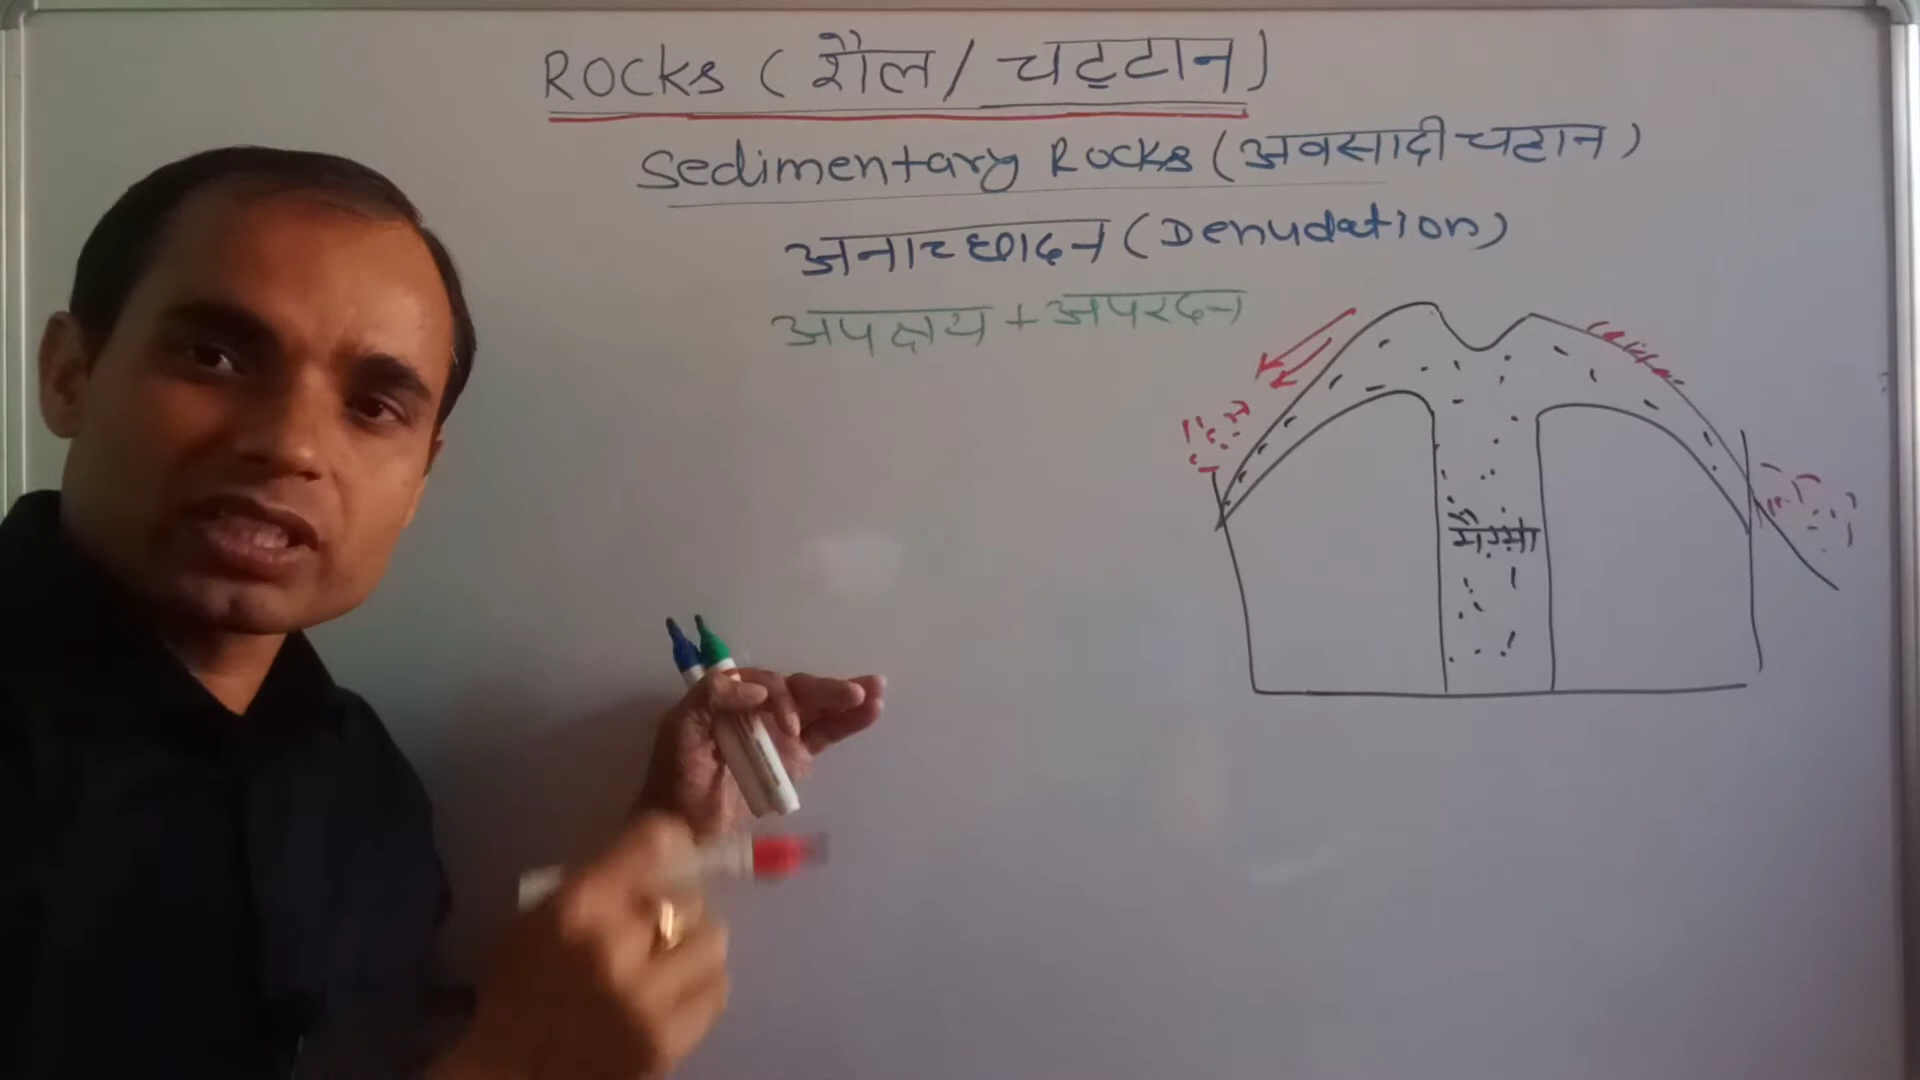 ROCKS (शैल/चट्टान)
Sedimentary Rocks (अवसादी चट्टान)
अनाच्छादन (Denudation)
अपक्षय + अपरदन
मैग्मा